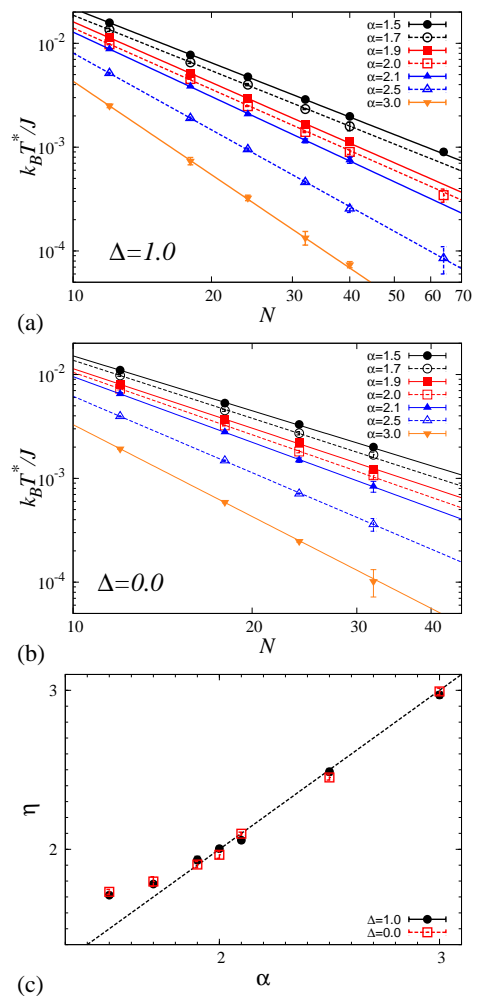 10^-2
10^-3
10^-4
k_BT^*/J
α=1.5
α=1.7
α=1.9
α=2.0
α=2.1
α=2.5
α=3.0
Δ=1.0
10 20 30 40 50 60 70
N
(a)
10^-2
10^-3
10^-4
k_BT^*/J
α=1.5
α=1.7
α=1.9
α=2.0
α=2.1
α=2.5
α=3.0
Δ=0.0
10 20 30 40
N
(b)
3
2
η
Δ=1.0
Δ=0.0
2 3
α
(c)